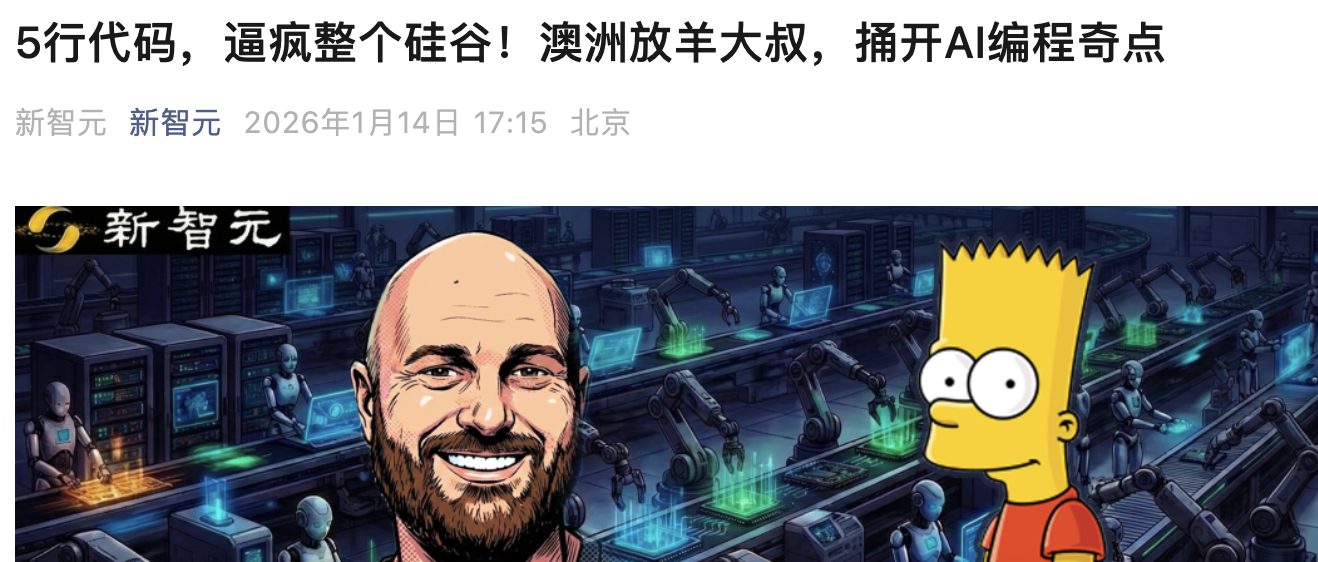 5行代码，逼疯整个硅谷！澳洲放羊大叔，捅开AI编程奇点
新智元 新智元 2026年1月14日 17:15 北京
新智元